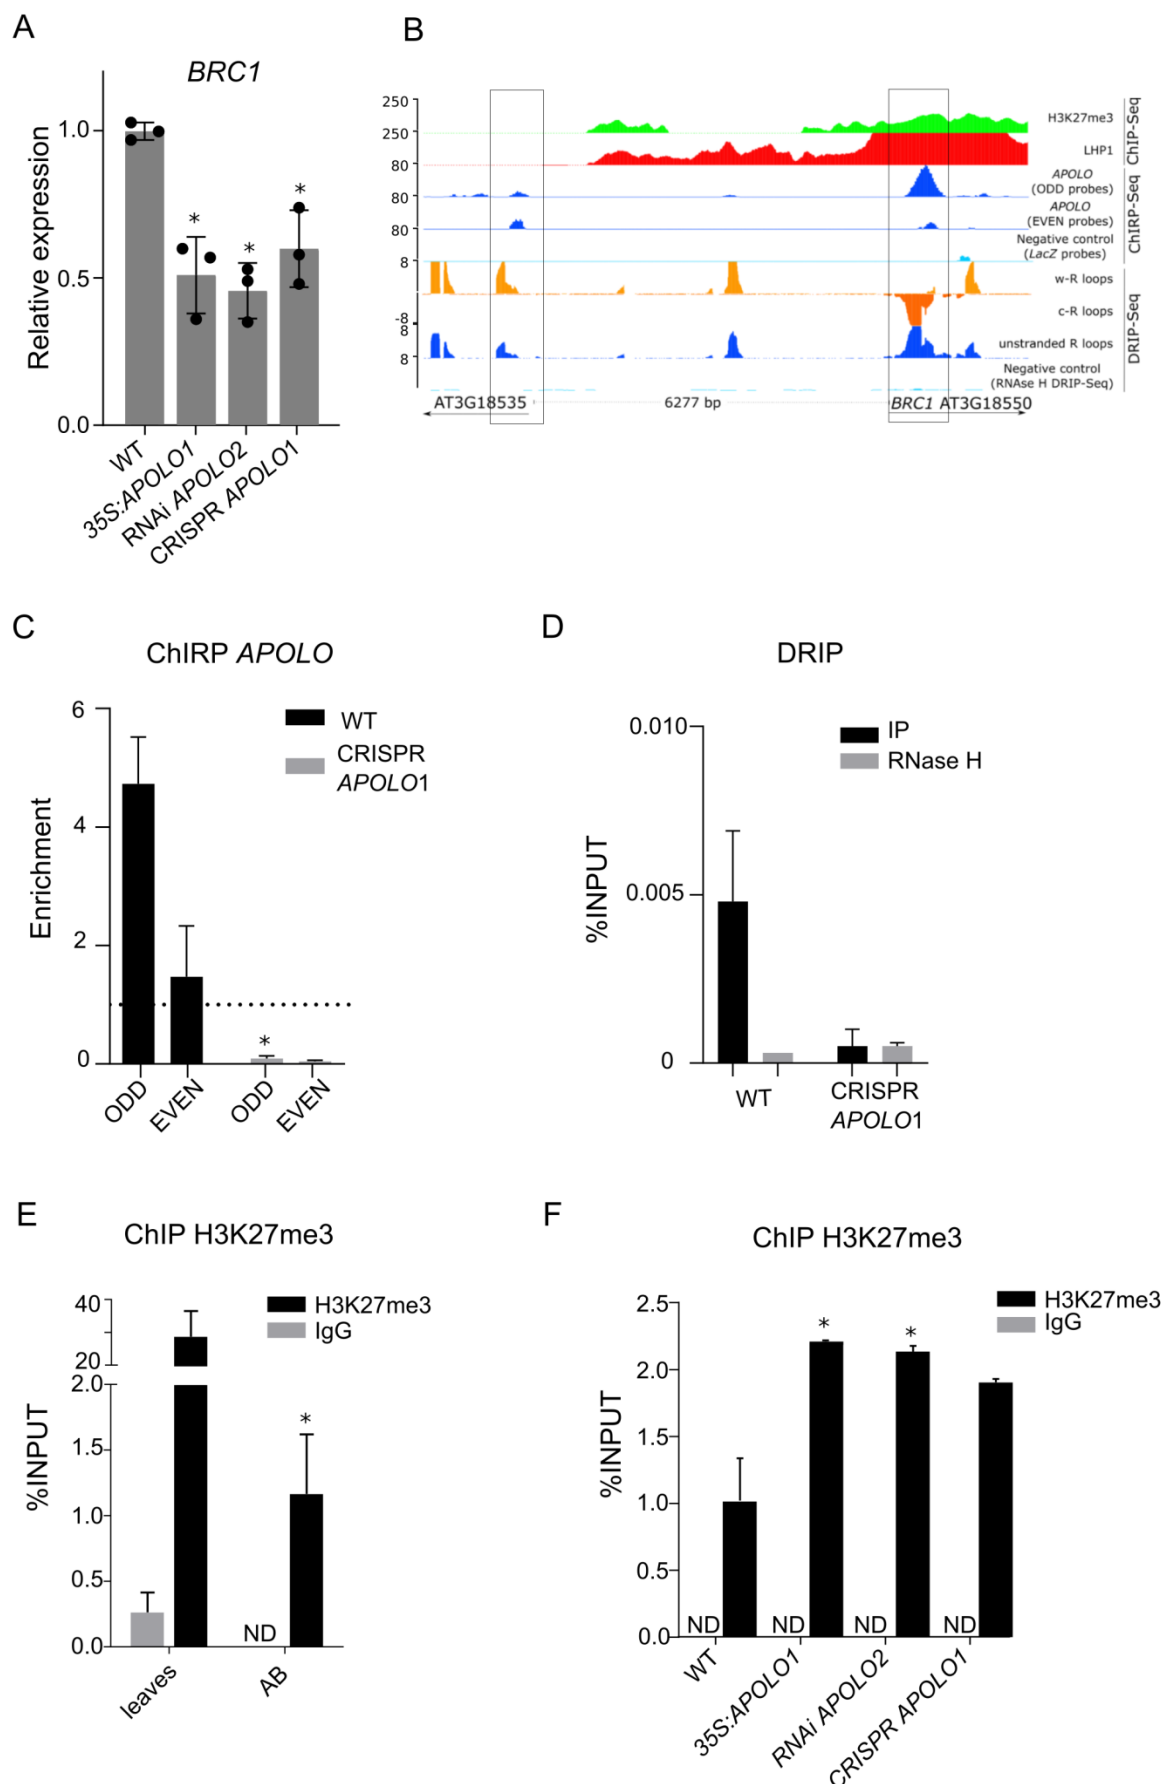 A
BRC1
Relative expression
1.0
0.5
0.0
WT
35S:APOLO1
RNAi APOLO2
CRISPR APOLO1
B
250
250
80
80
80
8
-8
8
8
H3K27me3
LHP1
APOLO
(ODD probes)
APOLO
(EVEN probes)
Negative control
(LacZ probes)
w-R loops
c-R loops
unstranded R loops
Negative control
(RNAse H DRIP-Seq)
ChIP-Seq
ChIRP-Seq
DRIP-Seq
AT3G18535
6277 bp
BRC1 AT3G18550
C
ChIRP APOLO
Enrichment
6
4
2
0
WT
CRISPR
APOLO1
*
ODD
EVEN
ODD
EVEN
D
DRIP
%INPUT
0.010
0.005
0
IP
RNase H
WT
CRISPR
APOLO1
E
ChIP H3K27me3
%INPUT
40
20
2.0
1.5
1.0
0.5
0.0
H3K27me3
IgG
*
ND
leaves
AB
F
ChIP H3K27me3
%INPUT
2.5
2.0
1.5
1.0
0.5
0.0
H3K27me3
IgG
* *
ND ND ND ND
WT
35S:APOLO1
RNAi APOLO2
CRISPR APOLO1